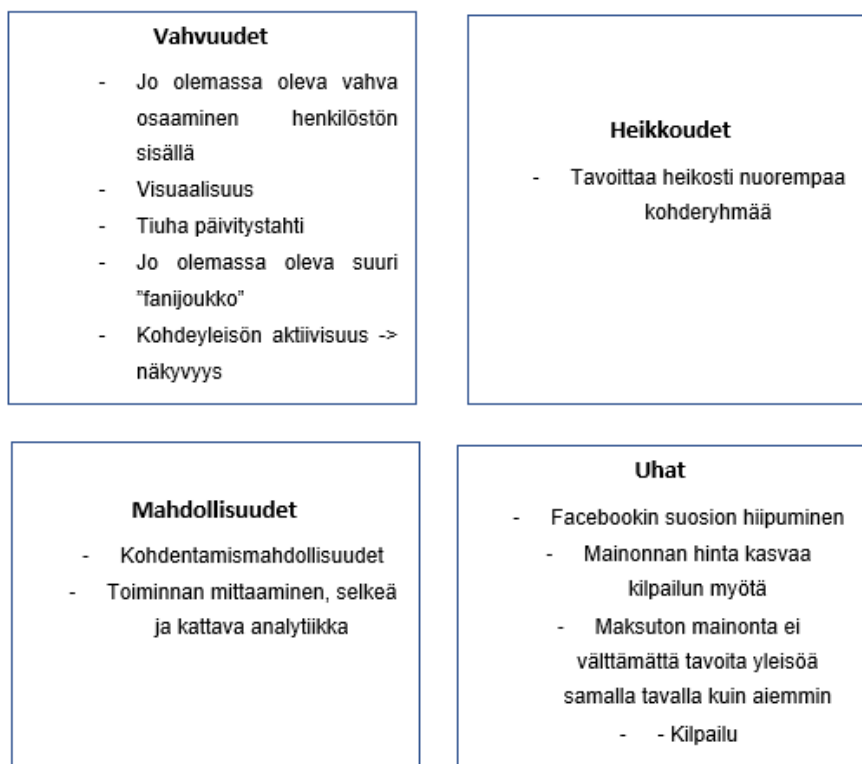 Vahvuudet
- Jo olemassa oleva vahva
osaaminen henkilöstön
sisällä
- Visuaalisuus
- Tiuha päivitystahti
- Jo olemassa oleva suuri
"fanijoukko"
- Kohdeyleisön aktiivisuus ->
näkyvyys
Heikkoudet
- Tavoittaa heikosti nuorempaa
kohderyhmää
Mahdollisuudet
- Kohdentamismahdollisuudet
- Toiminnan mittaaminen, selkeä
ja kattava analytiikka
Uhat
- Facebookin suosion hiipuminen
- Mainonnan hinta kasvaa
kilpailun myötä
- Maksuton mainonta ei
välttämättä tavoita yleisöä
samalla tavalla kuin aiemmin
- - Kilpailu